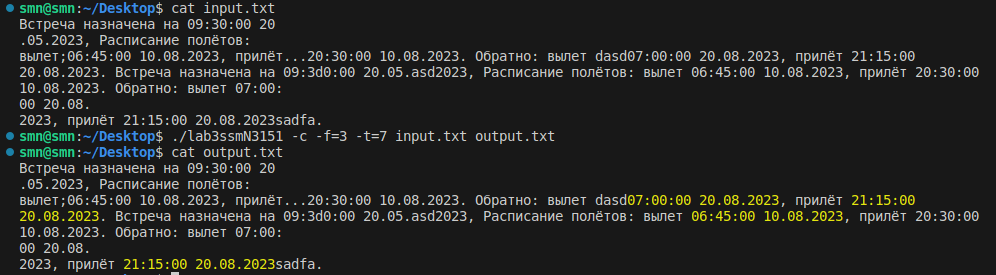 smn@smn:~/Desktop$ cat input.txt
Встреча назначена на 09:30:00 20
.05.2023, Расписание полётов:
вылет;06:45:00 10.08.2023, прилёт...20:30:00 10.08.2023. Обратно: вылет dasd07:00:00 20.08.2023, прилёт 21:15:00
20.08.2023. Встреча назначена на 09:3d0:00 20.05.asd2023, Расписание полётов: вылет 06:45:00 10.08.2023, прилёт 20:30:00
10.08.2023. Обратно: вылет 07:00:
00 20.08.
2023, прилёт 21:15:00 20.08.2023sadfa.
smn@smn:~/Desktop$ ./lab3ssmN3151 -c -f=3 -t=7 input.txt output.txt
smn@smn:~/Desktop$ cat output.txt
Встреча назначена на 09:30:00 20
.05.2023, Расписание полётов:
вылет;06:45:00 10.08.2023, прилёт...20:30:00 10.08.2023. Обратно: вылет dasd07:00:00 20.08.2023, прилёт 21:15:00
20.08.2023. Встреча назначена на 09:3d0:00 20.05.asd2023, Расписание полётов: вылет 06:45:00 10.08.2023, прилёт 20:30:00
10.08.2023. Обратно: вылет 07:00:
00 20.08.
2023, прилёт 21:15:00 20.08.2023sadfa.